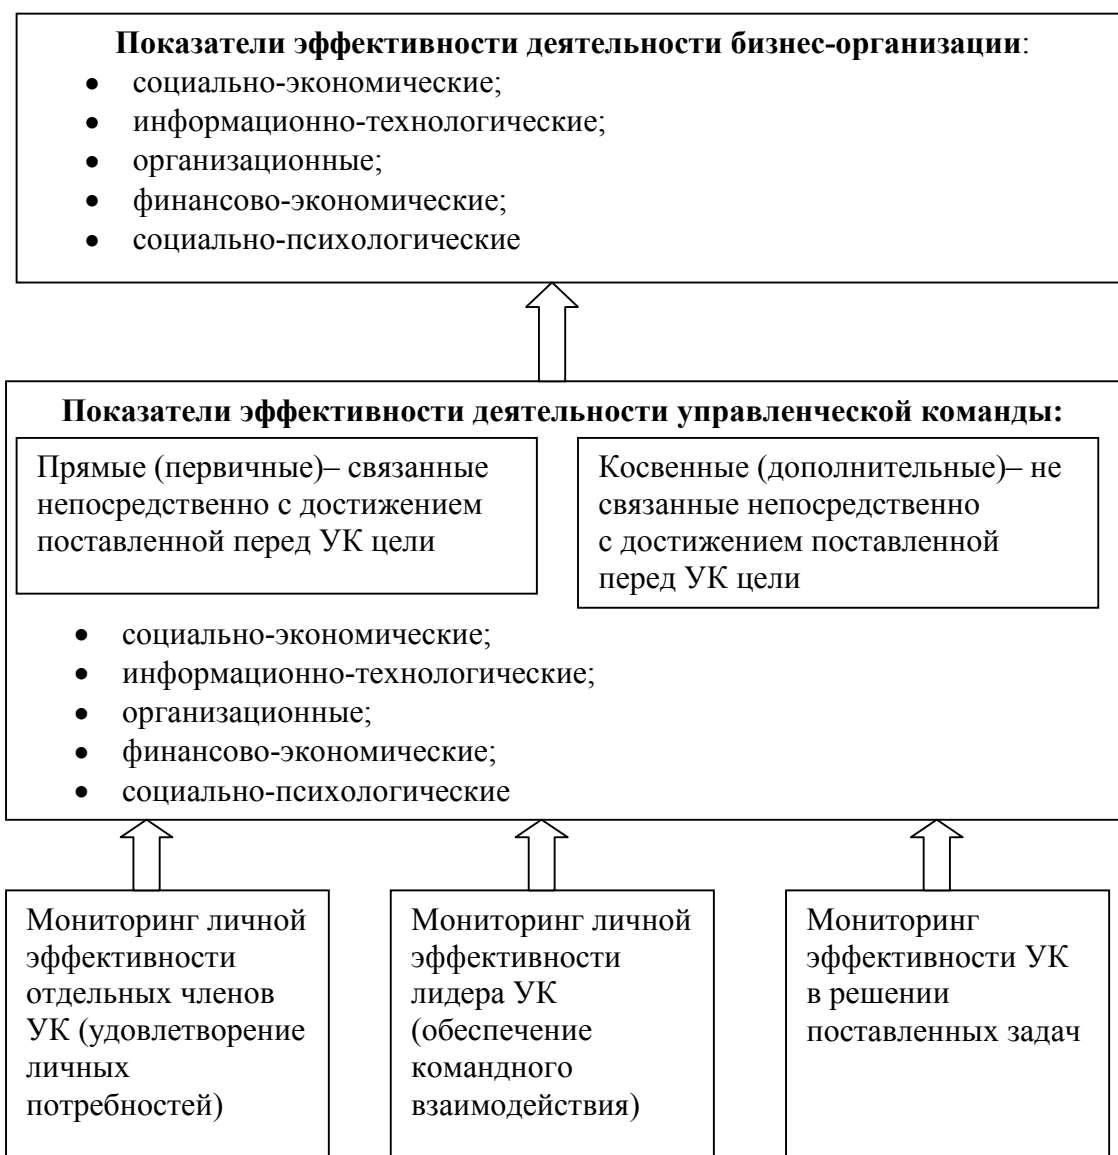 Показатели эффективности деятельности бизнес-организации:
• социально-экономические;
• информационно-технологические;
• организационные;
• финансово-экономические;
• социально-психологические
Показатели эффективности деятельности управленческой команды:
Прямые (первичные)– связанные
непосредственно с достижением
поставленной перед УК цели
Косвенные (дополнительные)– не
связанные непосредственно
с достижением поставленной
перед УК цели
• социально-экономические;
• информационно-технологические;
• организационные;
• финансово-экономические;
• социально-психологические
Мониторинг личной
эффективности
отдельных членов
УК (удовлетворение
личных
потребностей)
Мониторинг личной
эффективности
лидера УК
(обеспечение
командного
взаимодействия)
Мониторинг
эффективности УК
в решении
поставленных задач